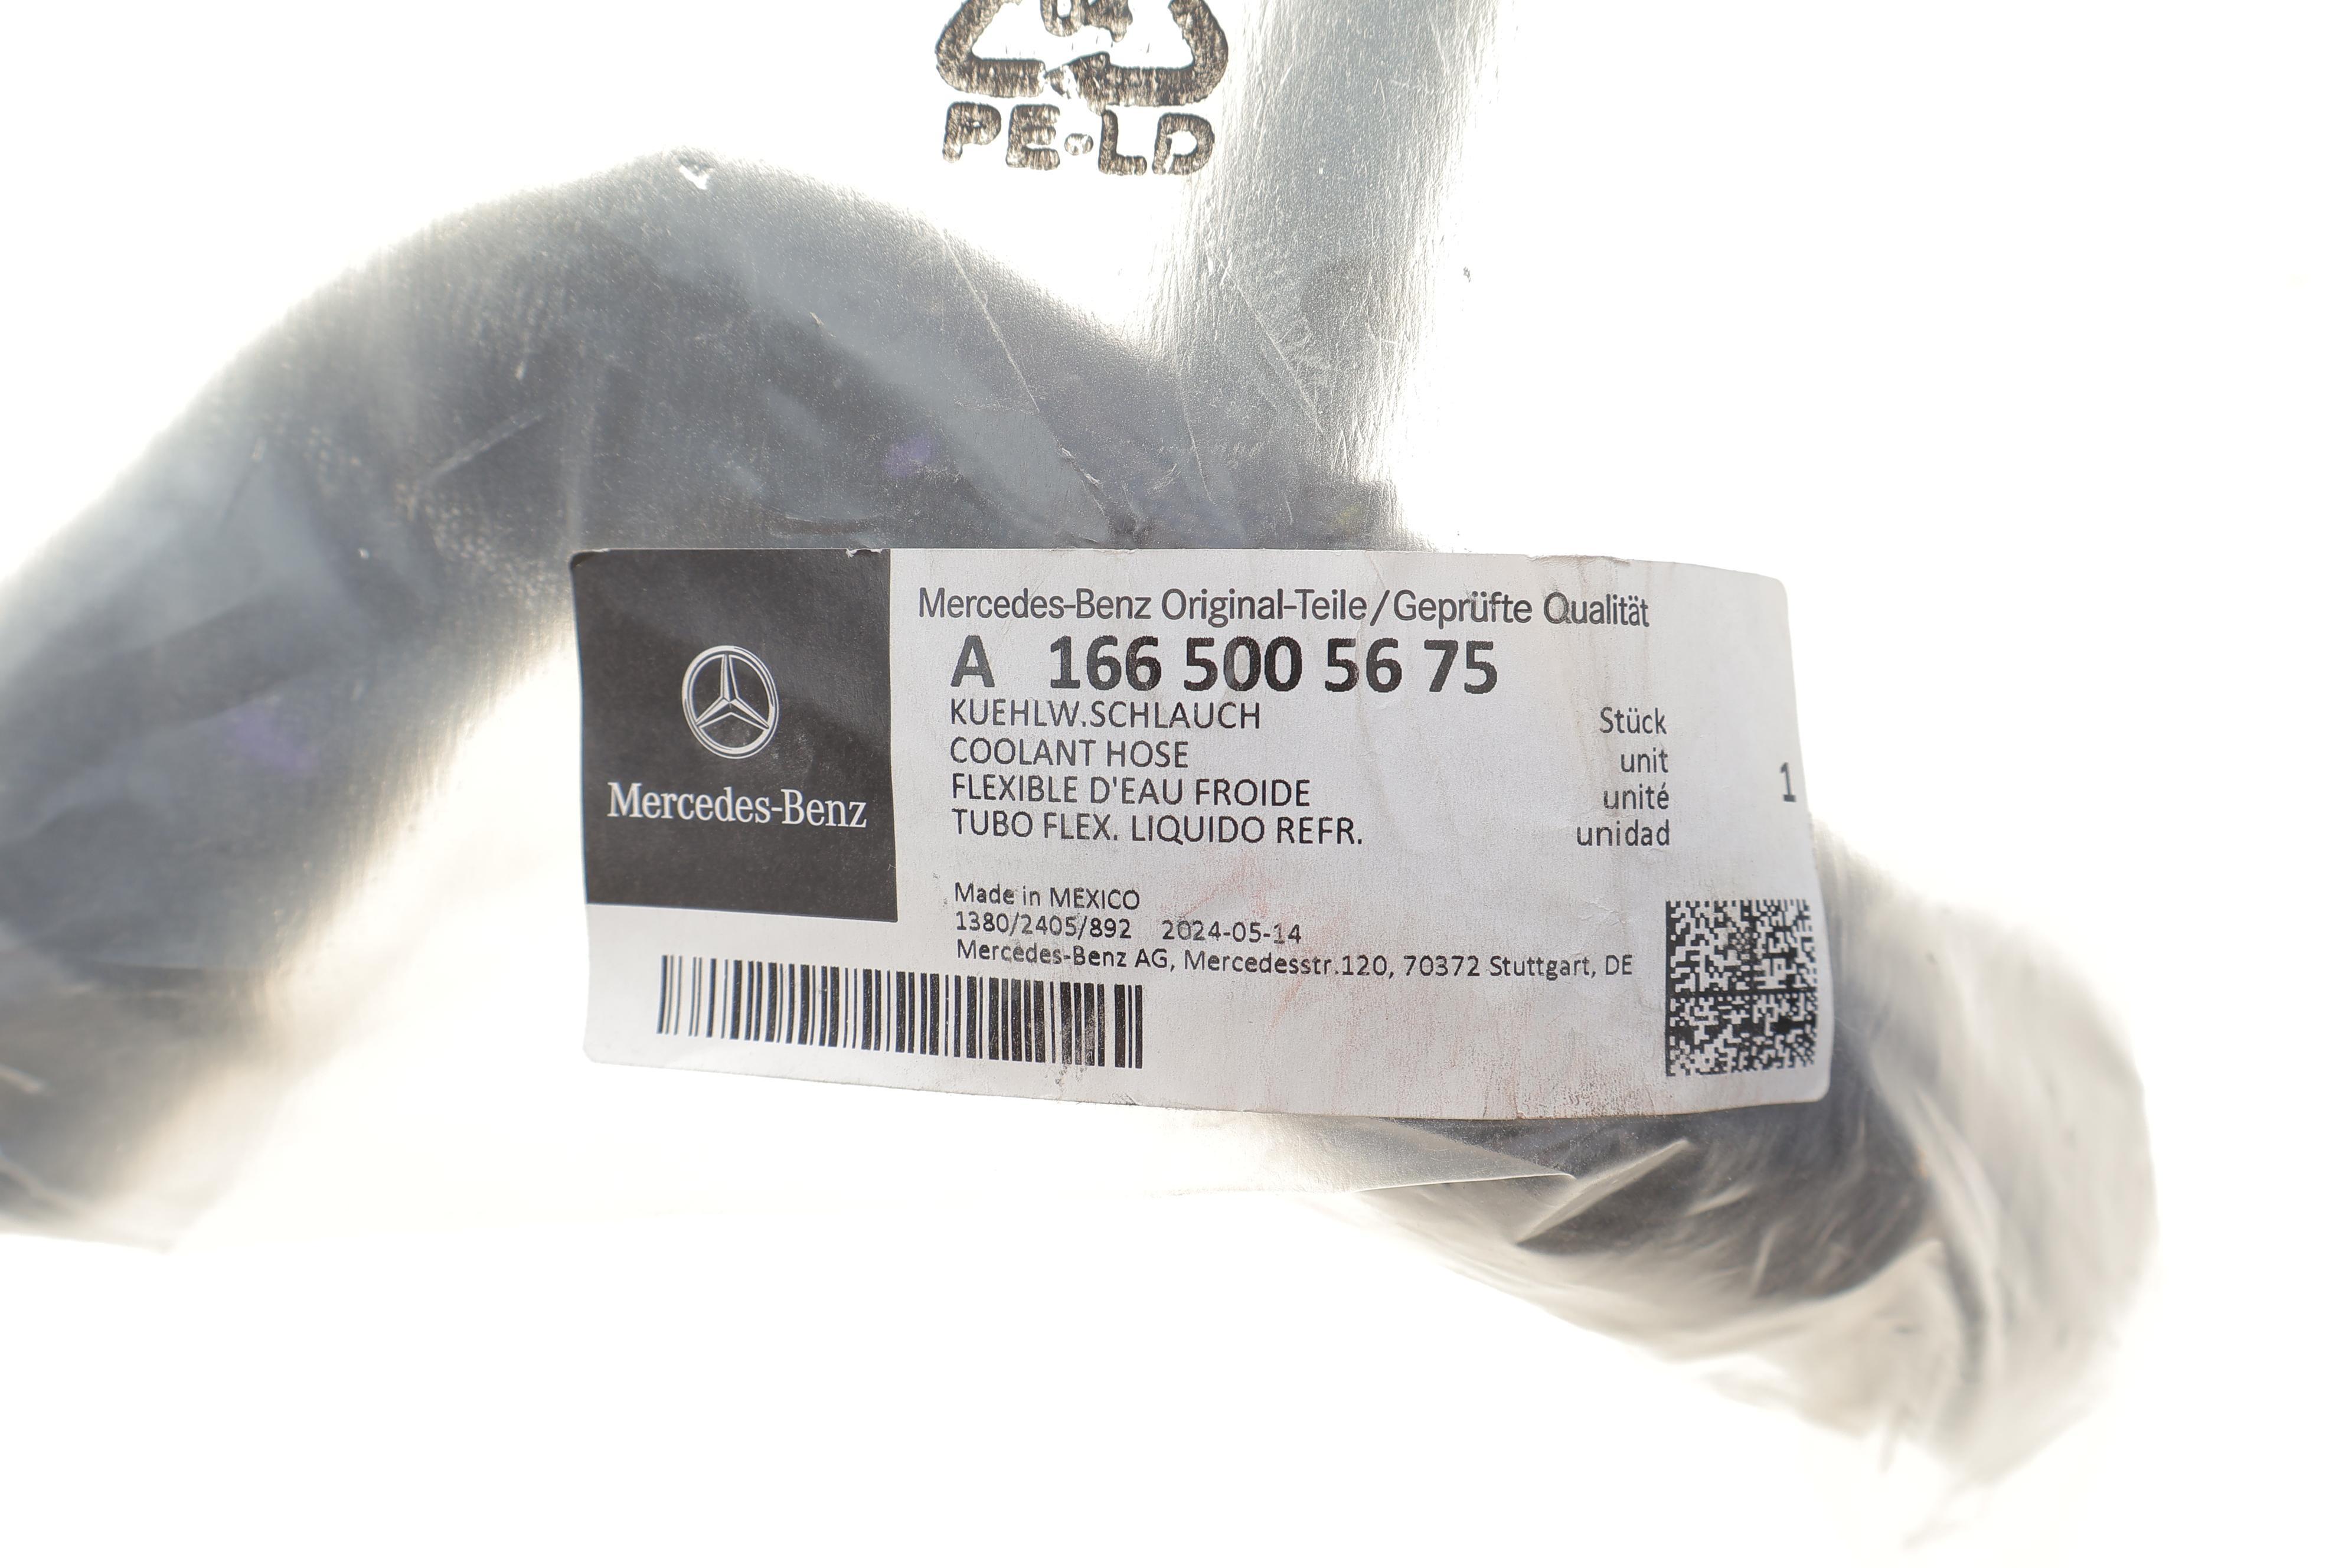 04
PE-LD
Mercedes-Benz
Mercedes-Benz Original-Teile/Geprüfte Qualität
A 166 500 56 75
KUEHLW.SCHLAUCH Stück
COOLANT HOSE unit 1
FLEXIBLE D'EAU FROIDE unité
TUBO FLEX. LIQUIDO REFR. unidad
Made in MEXICO
1380/2405/892 2024-05-14
Mercedes-Benz AG, Mercedesstr.120, 70372 Stuttgart, DE